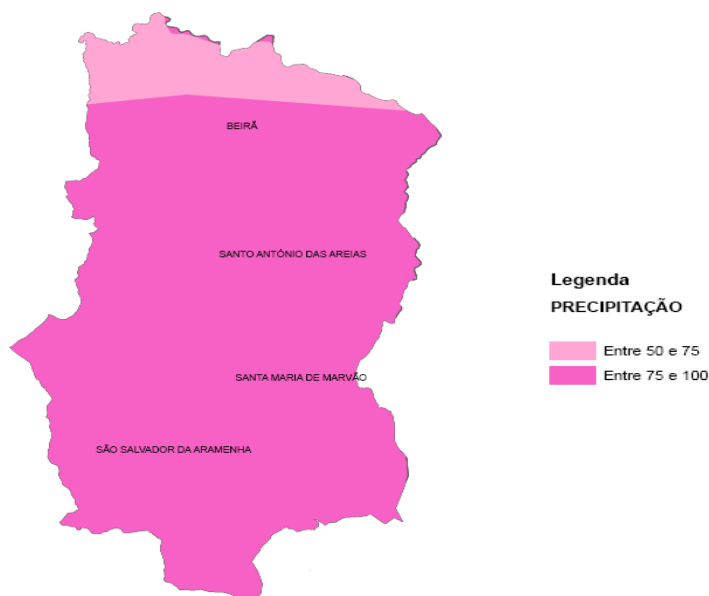 BEIRÃ
SANTO ANTÓNIO DAS AREIAS
SANTA MARIA DE MARVÃO
SÃO SALVADOR DA ARAMENHA
Legenda
PRECIPITAÇÃO
Entre 50 e 75
Entre 75 e 100